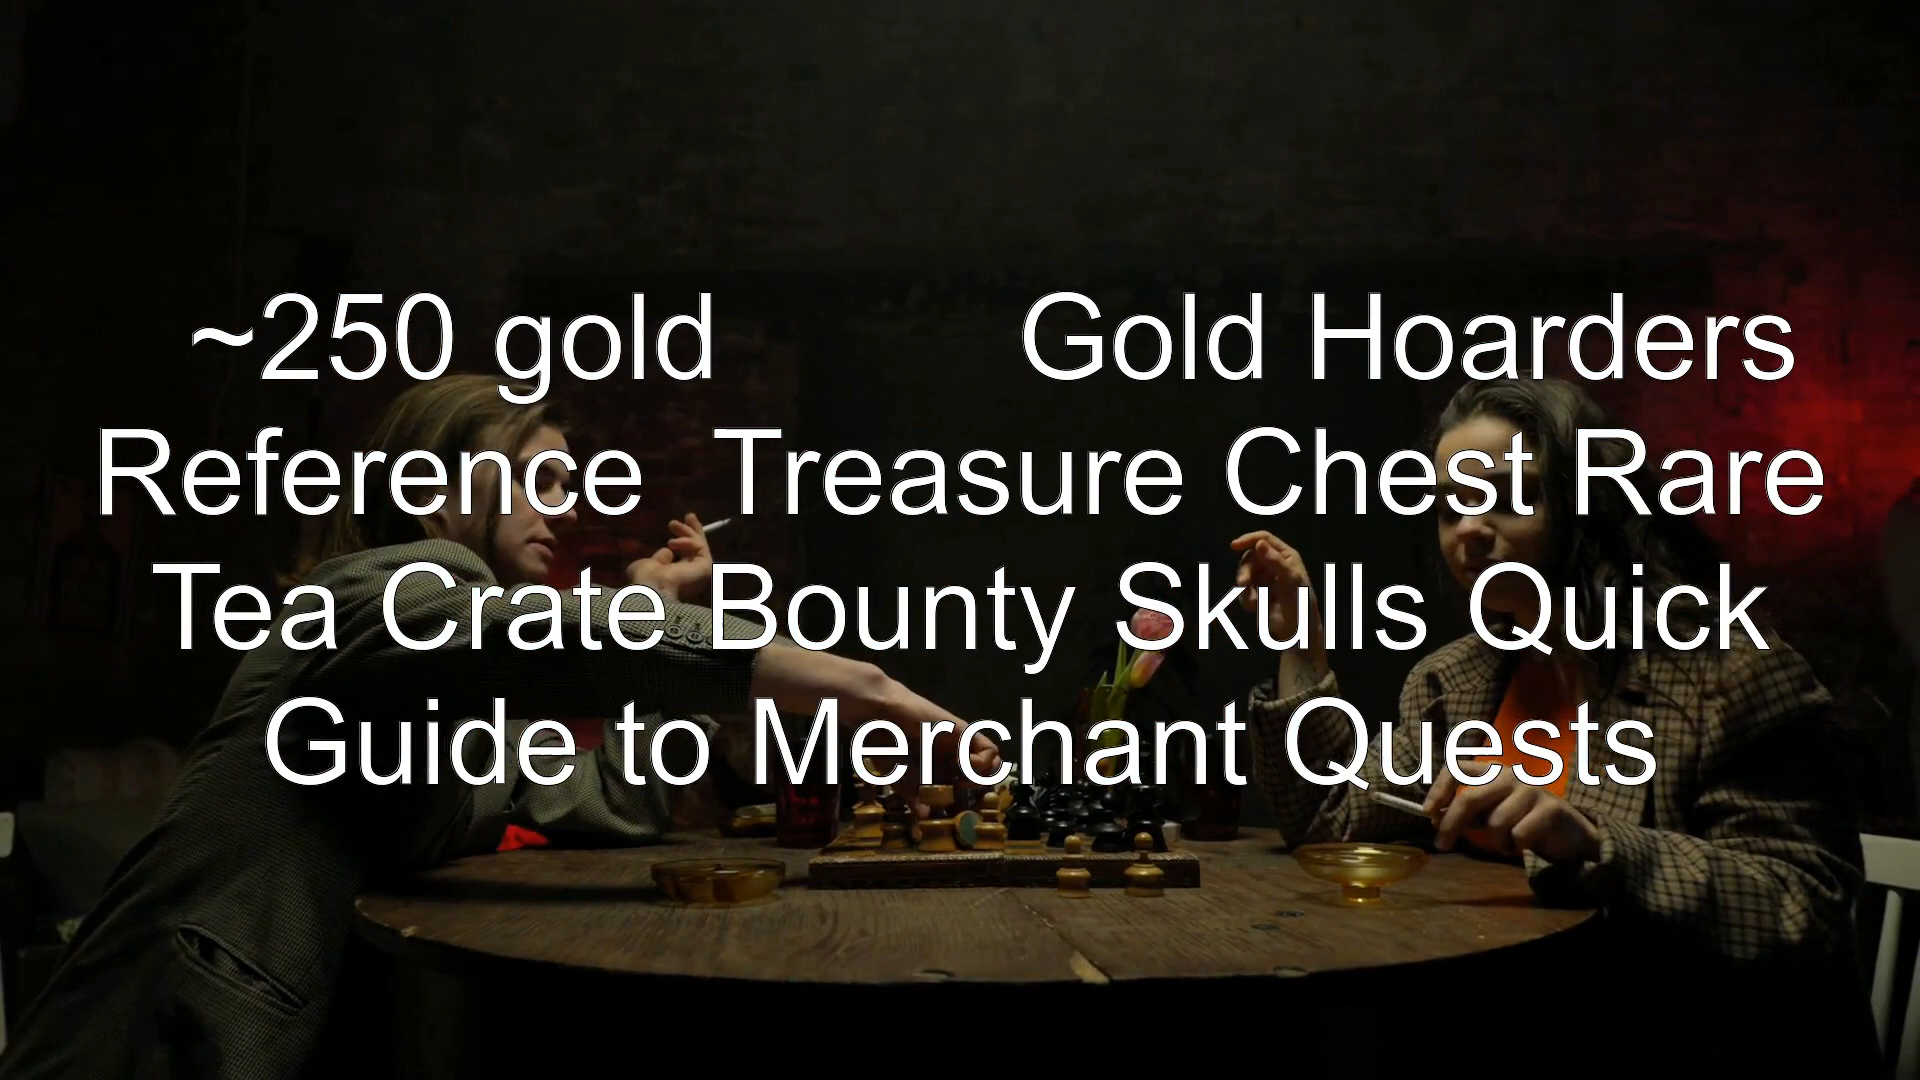 ~250 gold Gold Hoarders
Reference Treasure Chest Rare
Tea Crate Bounty Skulls Quick
Guide to Merchant Quests